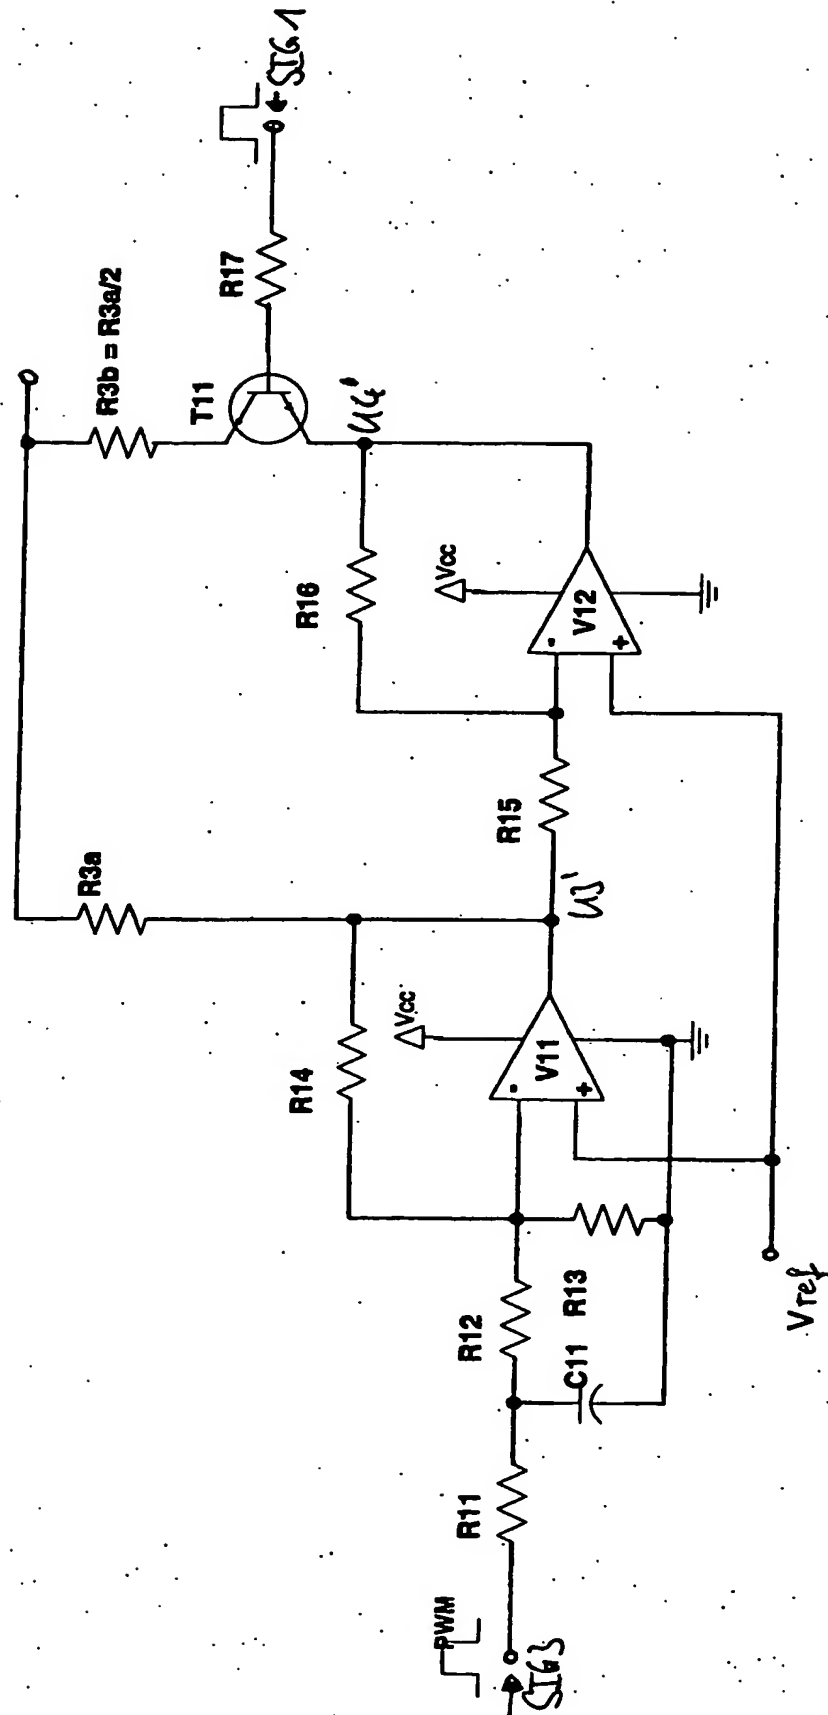 SIG1
R17
R3b = R3a/2
T11
U4'
R16
Vcc
V12
-
+
R15
R3a
U3'
Vcc
R14
V11
-
+
R13
R12
C11
Vref
R11
PWM
SIG3